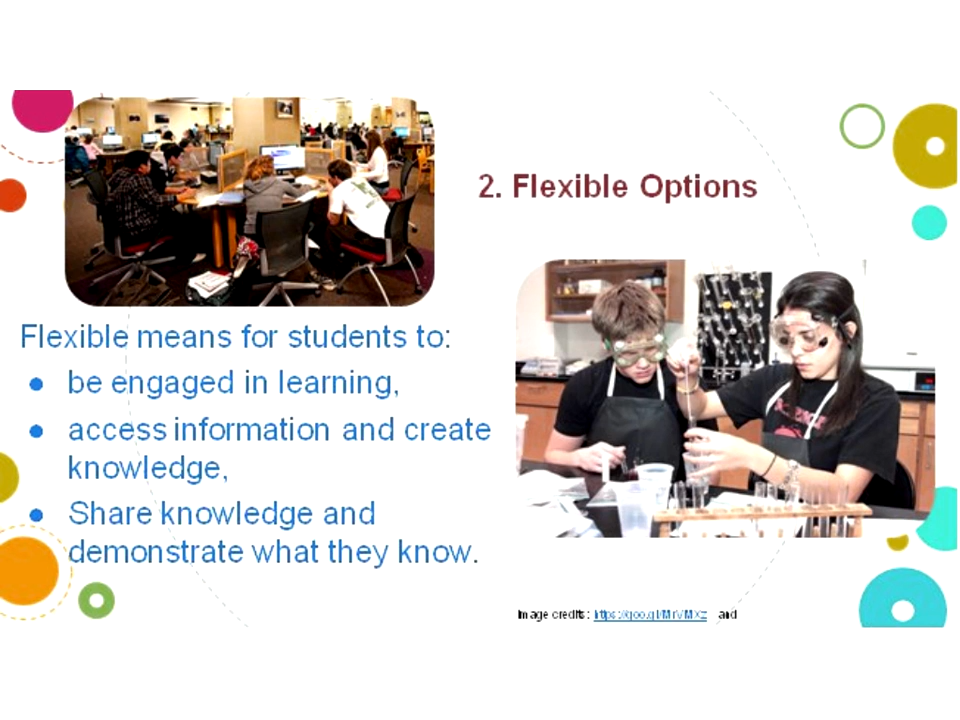 2. Flexible Options
Flexible means for students to:
● be engaged in learning,
● access information and create
knowledge,
● Share knowledge and
demonstrate what they know.
Image credits: and